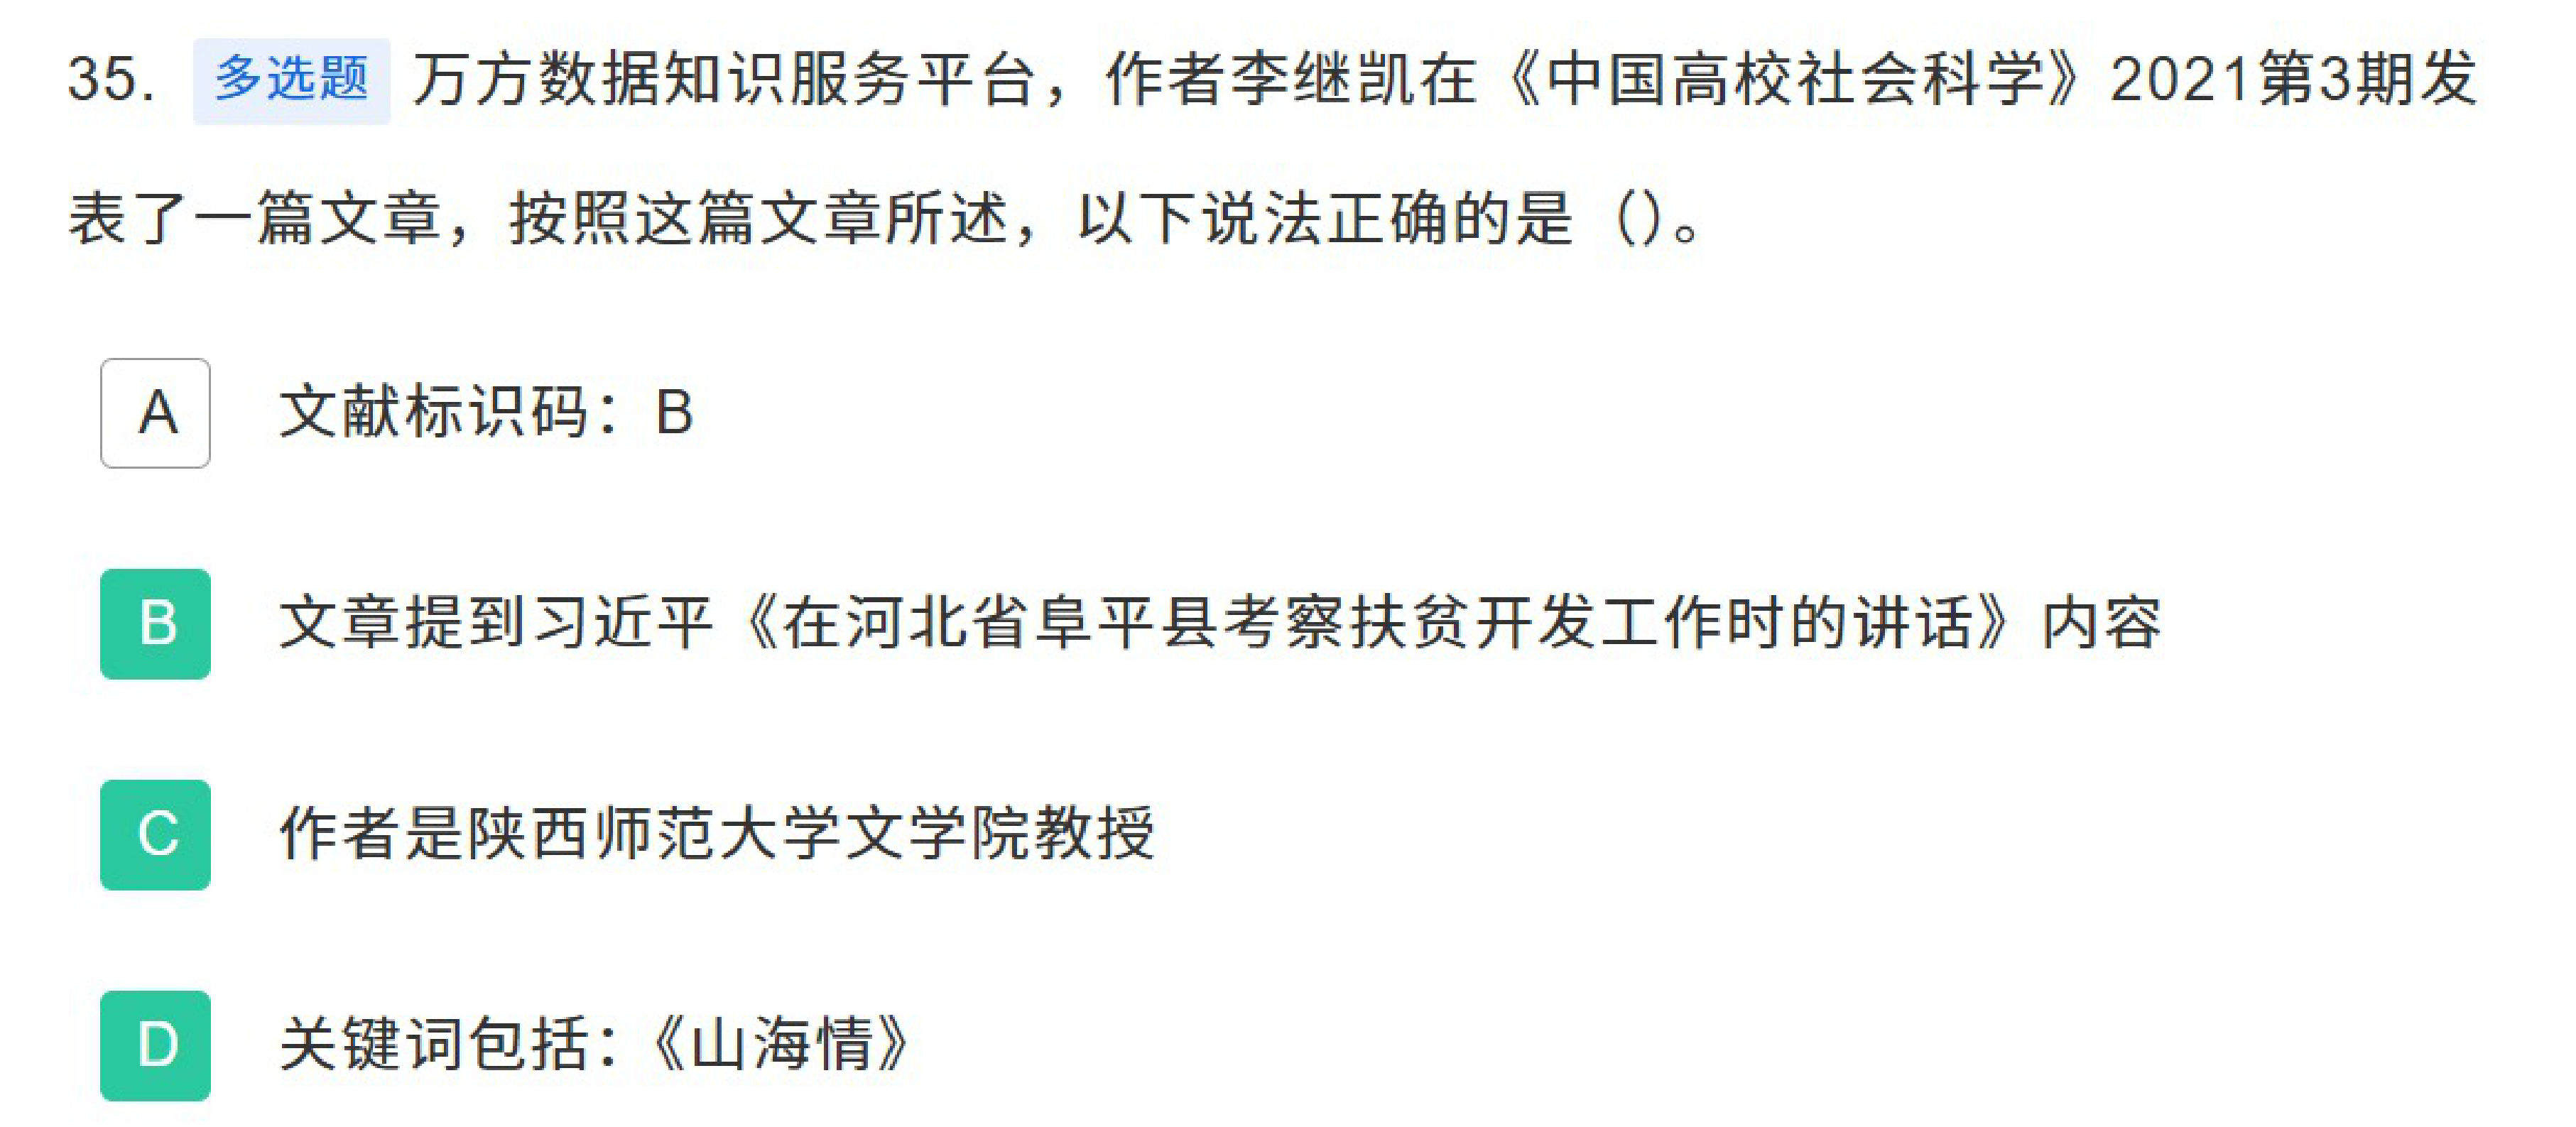 35. 多选题 万方数据知识服务平台，作者李继凯在《中国高校社会科学》2021第3期发
表了一篇文章，按照这篇文章所述，以下说法正确的是（）。
A 文献标识码：B
B 文章提到习近平《在河北省阜平县考察扶贫开发工作时的讲话》内容
C 作者是陕西师范大学文学院教授
D 关键词包括：《山海情》